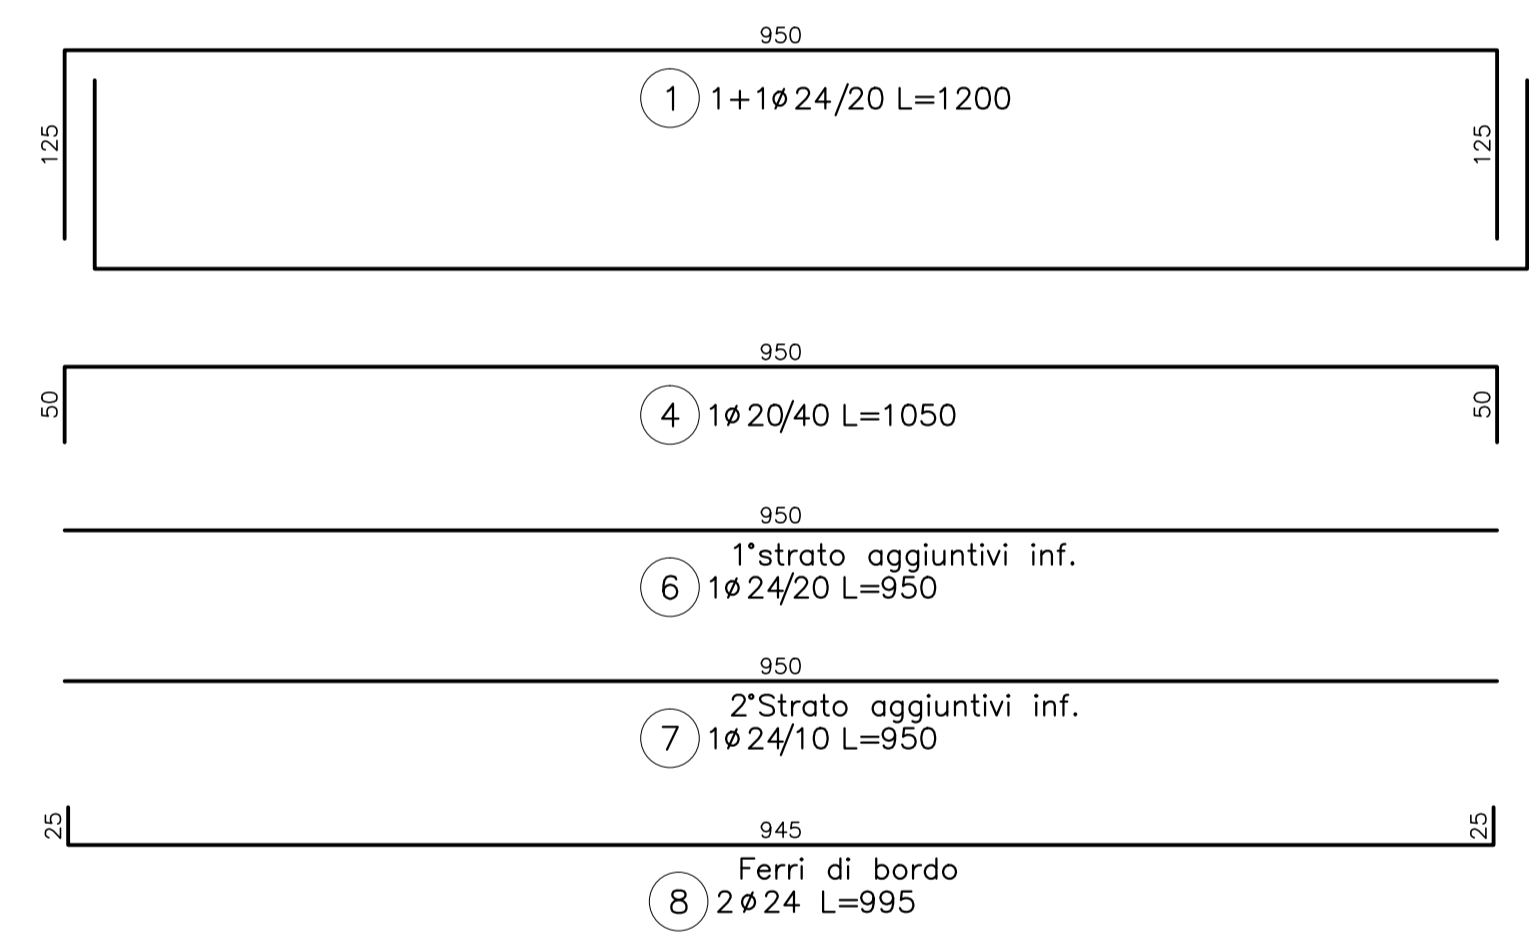 950
1 1+1ø24/20 L=1200
125
125
950
4 1ø20/40 L=1050
50
50
950
1°strato aggiuntivi inf.
6 1ø24/20 L=950
950
2°Strato aggiuntivi inf.
7 1ø24/10 L=950
25
945
25
Ferri di bordo
8 2ø24 L=995